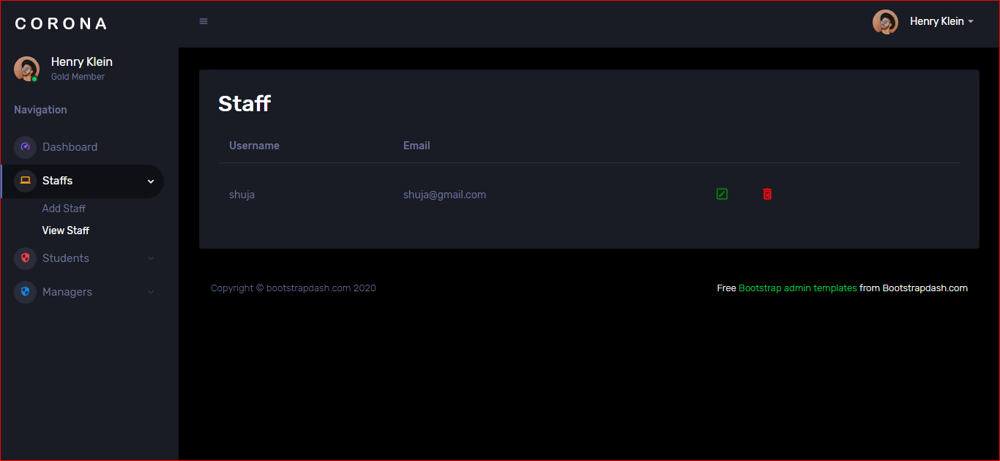 CORONA
Henry Klein
Henry Klein
Gold Member
Navigation
Dashboard
Staffs
Add Staff
View Staff
Students
Managers
Staff
Username Email
shuja shuja@gmail.com
Copyright © bootstrapdash.com 2020
Free Bootstrap admin templates from Bootstrapdash.com